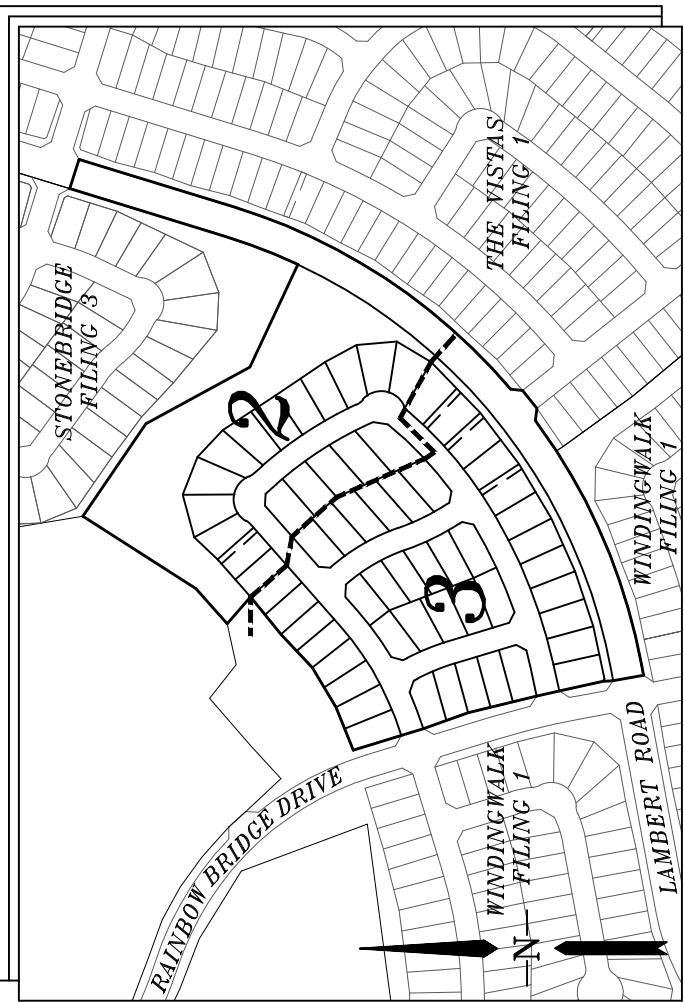 THE VISTAS
FILING 1
STONEBRIDGE
FILING 3
2
WINDINGWALK
FILING 1
3
LAMBERT ROAD
WINDINGWALK
FILING 1
RAINBOW BRIDGE DRIVE
N